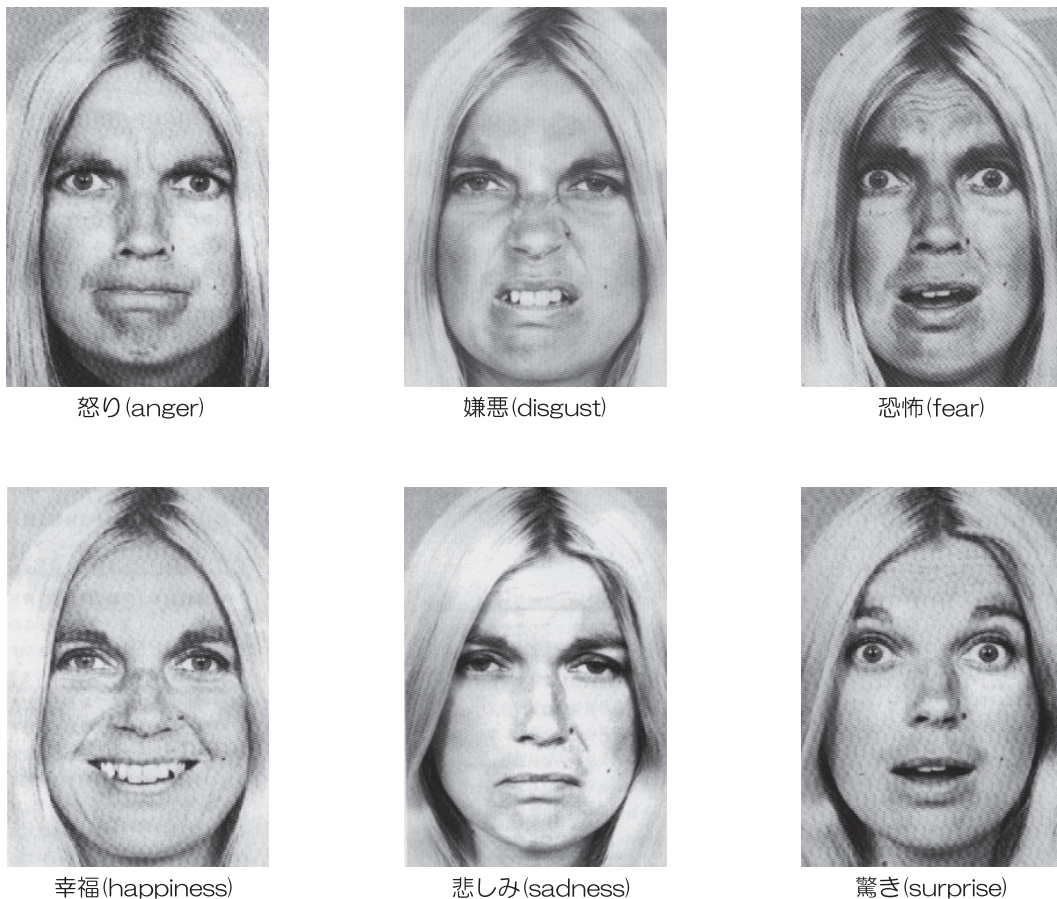 怒り(anger)
嫌悪(disgust)
恐怖(fear)
幸福(happiness)
悲しみ(sadness)
驚き(surprise)